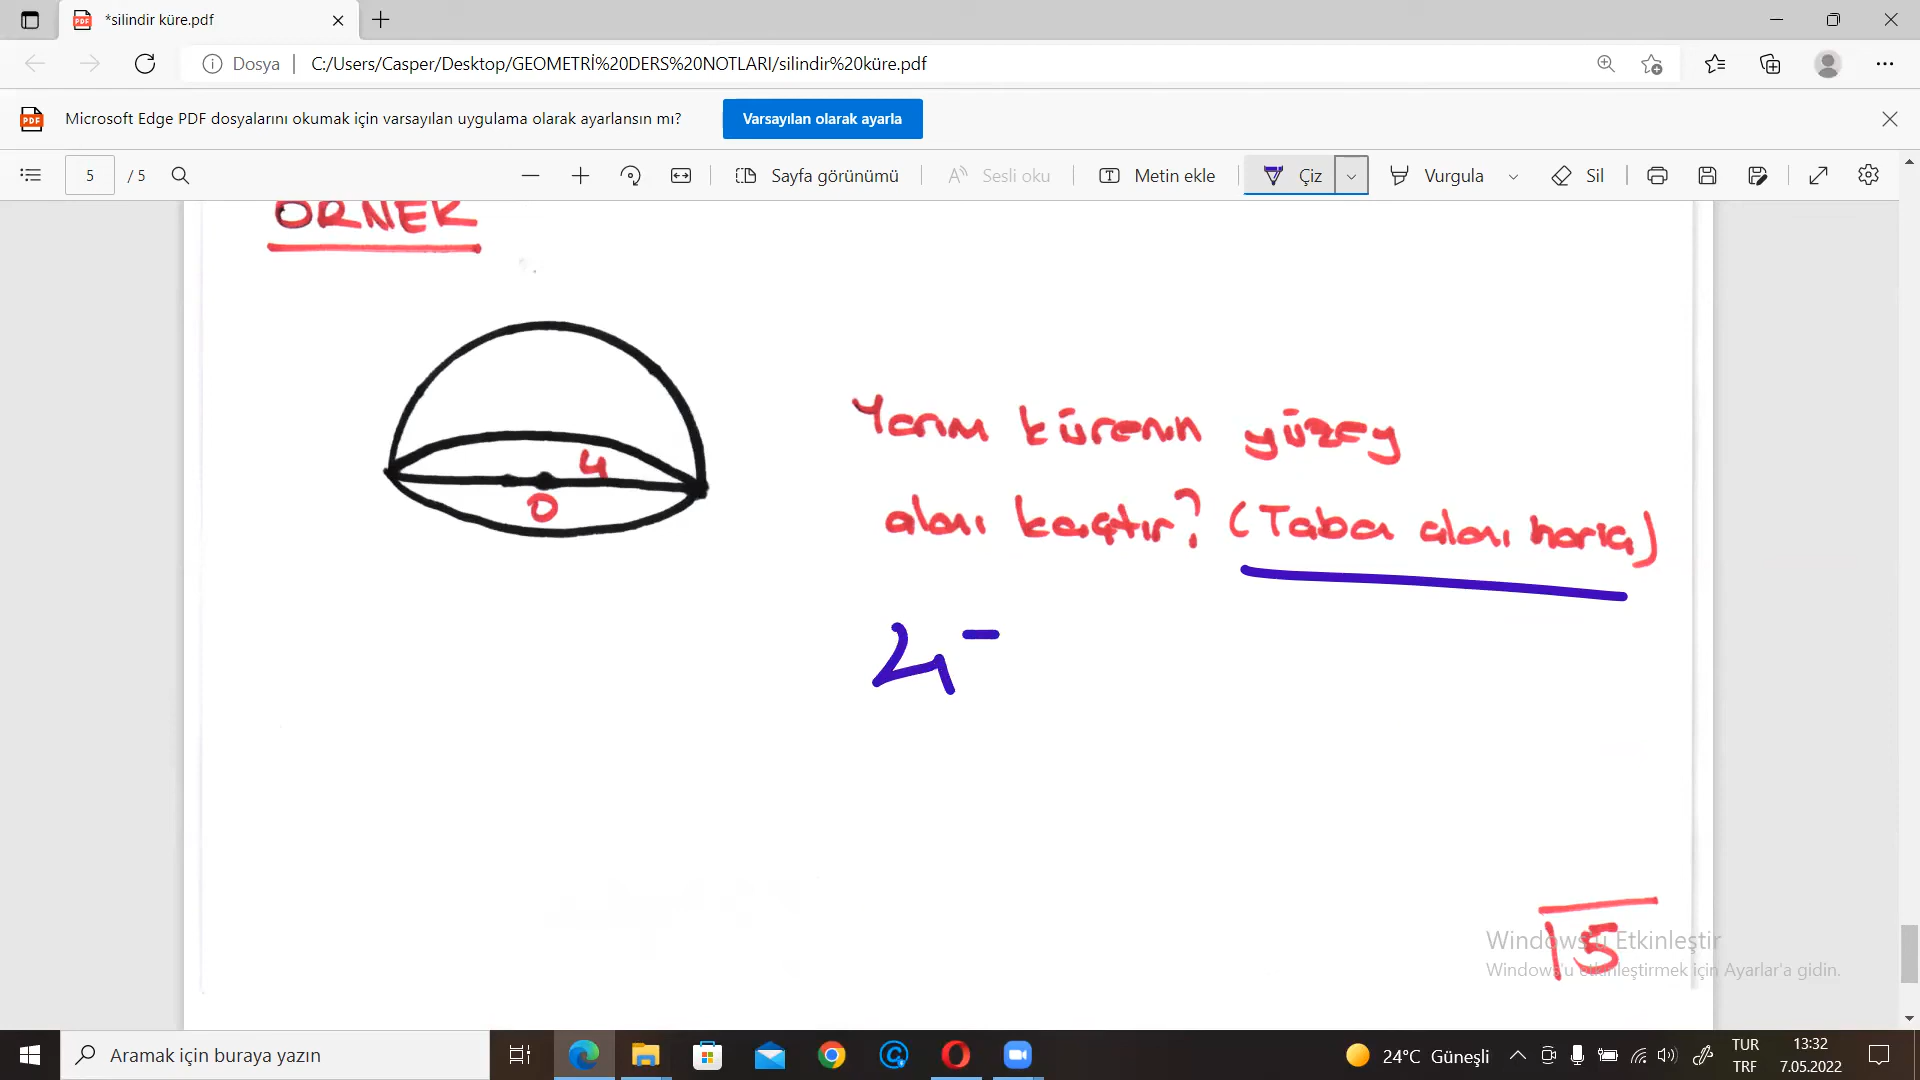 *silindir küre.pdf
Dosya
C:/Users/Casper/Desktop/GEOMETRİ%20DERS%20NOTLARI/silindir%20küre.pdf
Microsoft Edge PDF dosyalarını okumak için varsayılan uygulama olarak ayarlansın mı?
Varsayılan olarak ayarla
5 / 5
Sayfa görünümü
Sesli oku
Metin ekle
Çiz
Vurgula
Sil
ÖRNEK
4
O
Yarım kürenin yüzey
alanı kaçtır? (Taban alanı hariç)
4
15
Windows'u Etkinleştir
Windows'u etkinleştirmek için Ayarlar'a gidin.
Aramak için buraya yazın
24°C Güneşli
TUR
TRF
13:32
7.05.2022